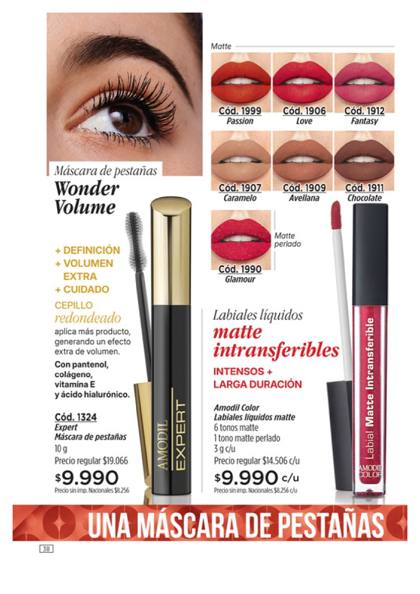 Matte
Cód. 1999
Passion
Cód. 1906
Love
Cód. 1912
Fantasy
Cód. 1907
Caramelo
Cód. 1909
Avellana
Cód. 1911
Chocolate
Matte
perlado
Cód. 1990
Glamour
Máscara de pestañas
Wonder
Volume
+ DEFINICIÓN
+ VOLUMEN
EXTRA
+ CUIDADO
CEPILLO
redondeado
aplica más producto,
generando un efecto
extra de volumen.
Con pantenol,
colágeno,
vitamina E
y ácido hialurónico.
Cód. 1324
Expert
Máscara de pestañas
10 g
Precio regular $19.066
$9.990
Precio sin imp. Nacionales $8.256
AMODIL
EXPERT
Labiales líquidos
matte
intransferibles
INTENSOS +
LARGA DURACIÓN
Amodil Color
Labiales líquidos matte
6 tonos matte
1 tono matte perlado
3 g c/u
Precio regular $14.506 c/u
$9.990 c/u
Precio sin imp. Nacionales $8.256
Labial Matte Intransferible
AMODIL
COLOR
UNA MÁSCARA DE PESTAÑAS
38